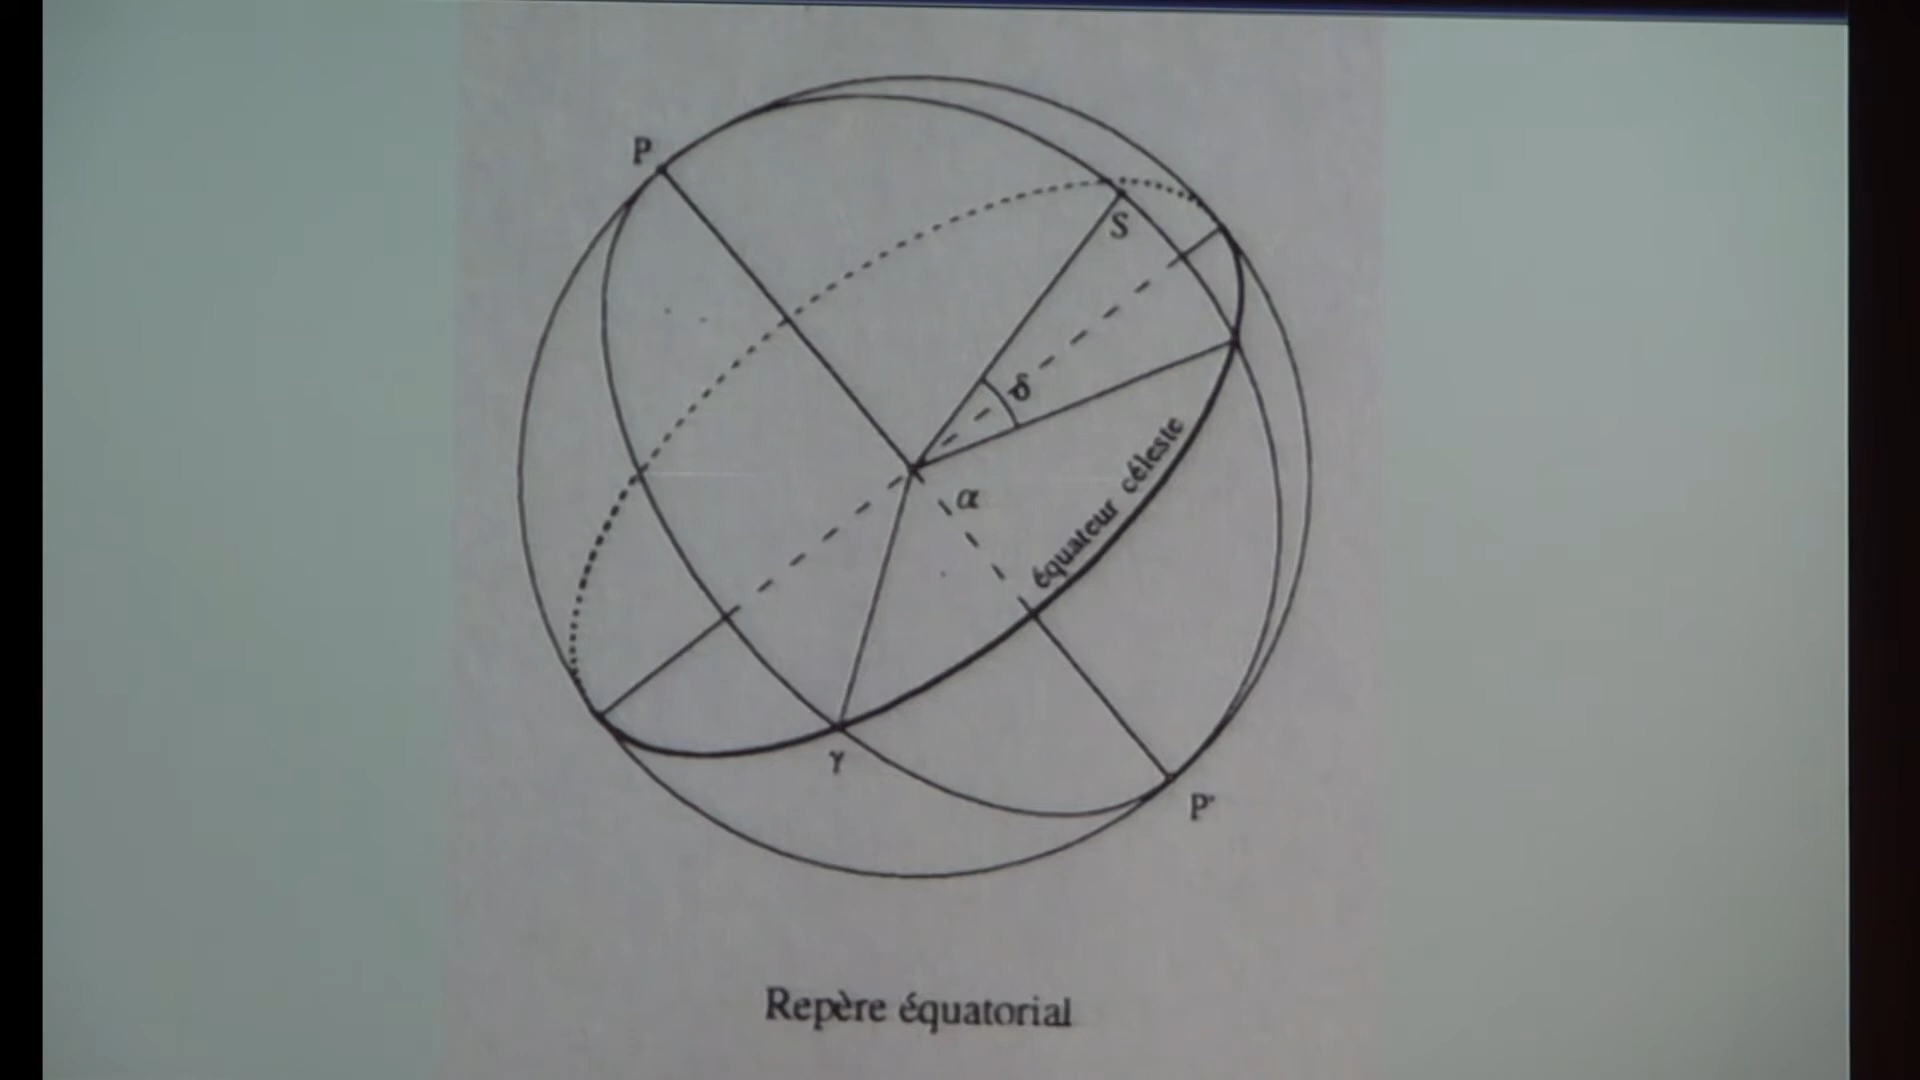 P
S
δ
α
équateur céleste
γ
P'
Repère équatorial